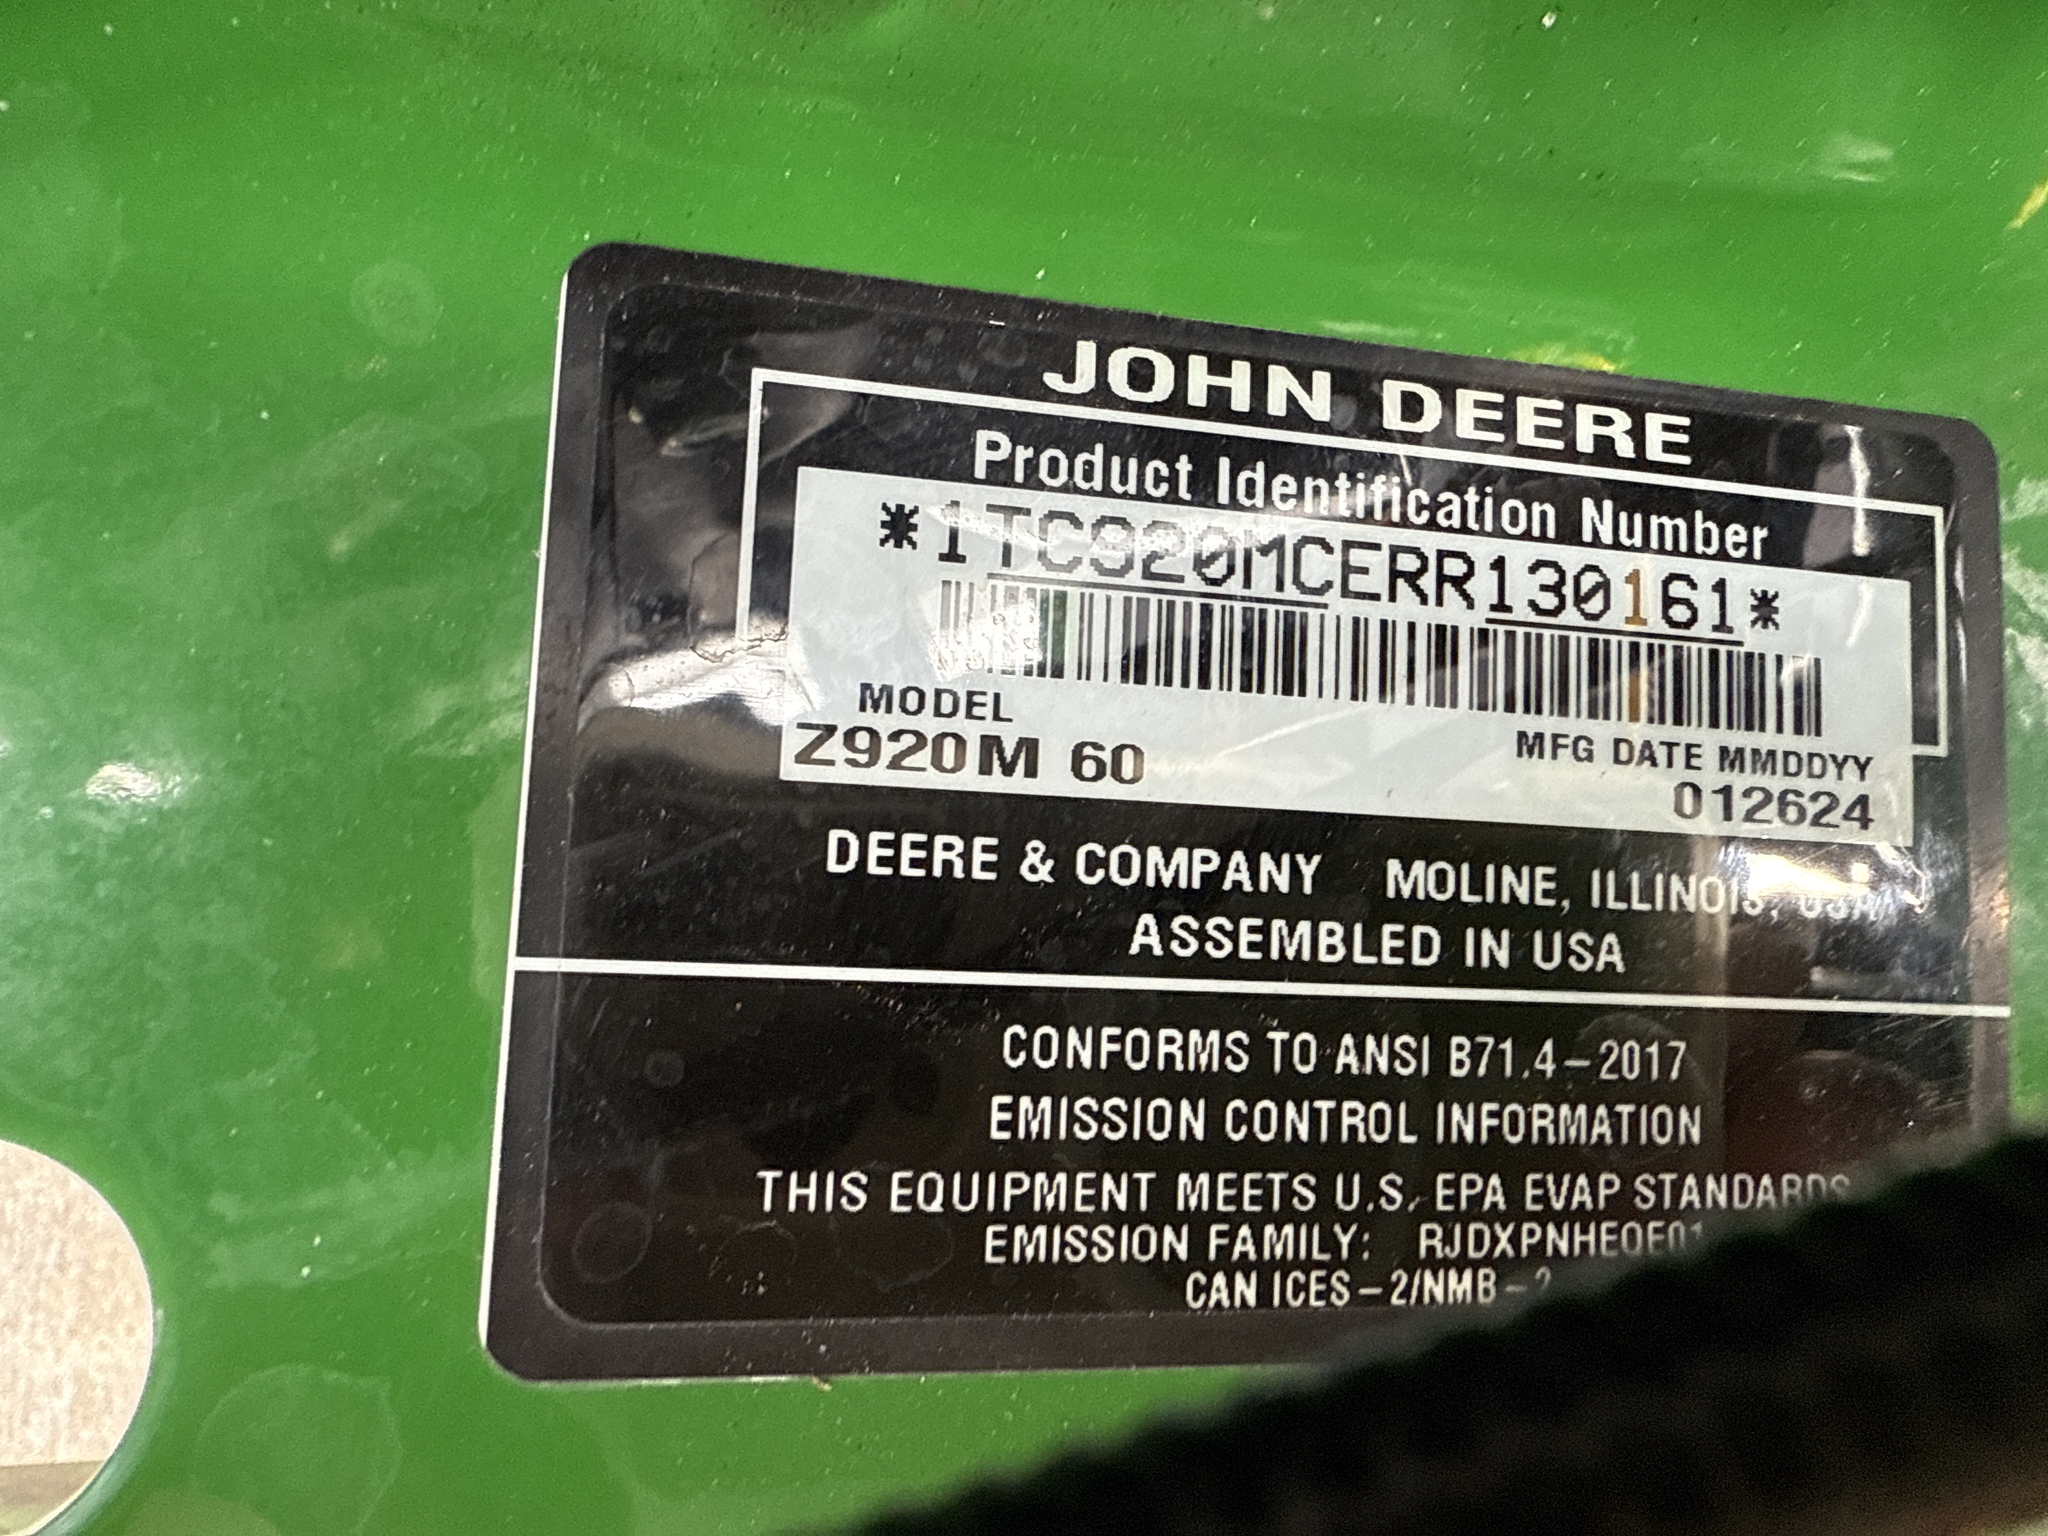 JOHN DEERE
Product Identification Number
*1TC920MCERR130161*
MODEL
Z920M 60
MFG DATE MMDDYY
012624
DEERE & COMPANY MOLINE, ILLINOIS, USA
ASSEMBLED IN USA
CONFORMS TO ANSI B71.4-2017
EMISSION CONTROL INFORMATION
THIS EQUIPMENT MEETS U.S. EPA EVAP STANDARDS
EMISSION FAMILY:
CAN ICES-2/NMB-